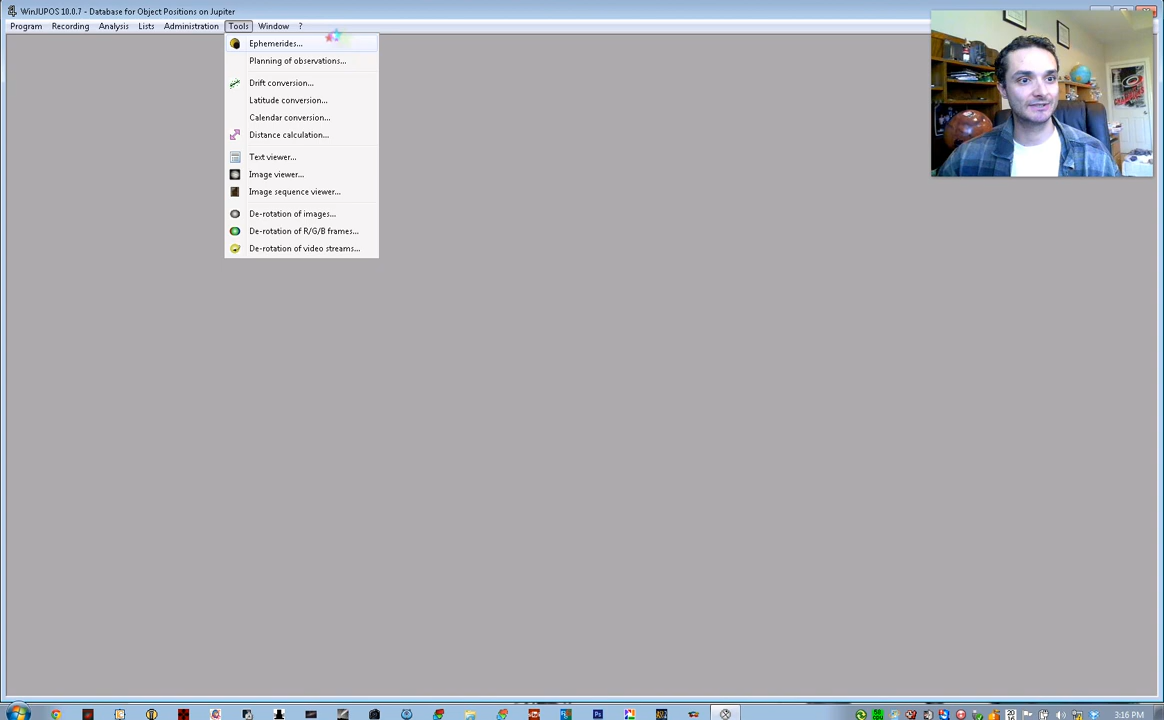 WinJUPOS 10.0.7 - Database for Object Positions on Jupiter
Program Recording Analysis Lists Administration Tools Window ?
Ephemerides...
Planning of observations...
Drift conversion...
Latitude conversion...
Calendar conversion...
Distance calculation...
Text viewer...
Image viewer...
Image sequence viewer...
De-rotation of images...
De-rotation of R/G/B frames...
De-rotation of video streams...
Ps
3:16 PM